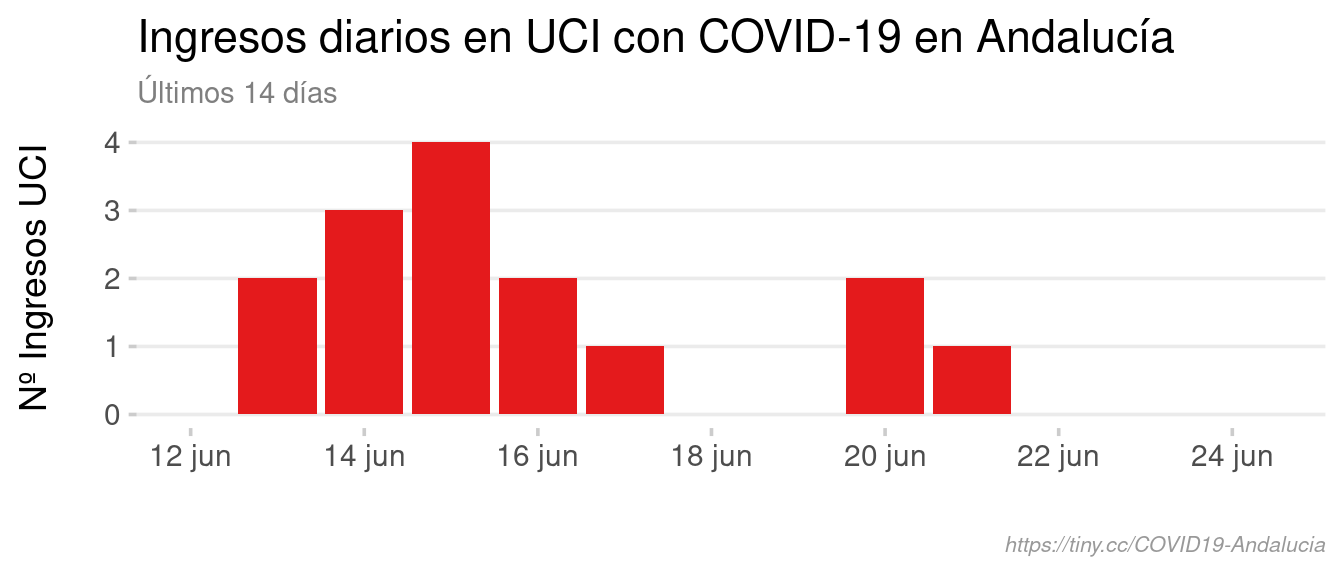 Ingresos diarios en UCI con COVID-19 en Andalucía
Últimos 14 días
Nº Ingresos UCI
4
3
2
1
0
12 jun 14 jun 16 jun 18 jun 20 jun 22 jun 24 jun
https://tiny.cc/COVID19-Andalucia